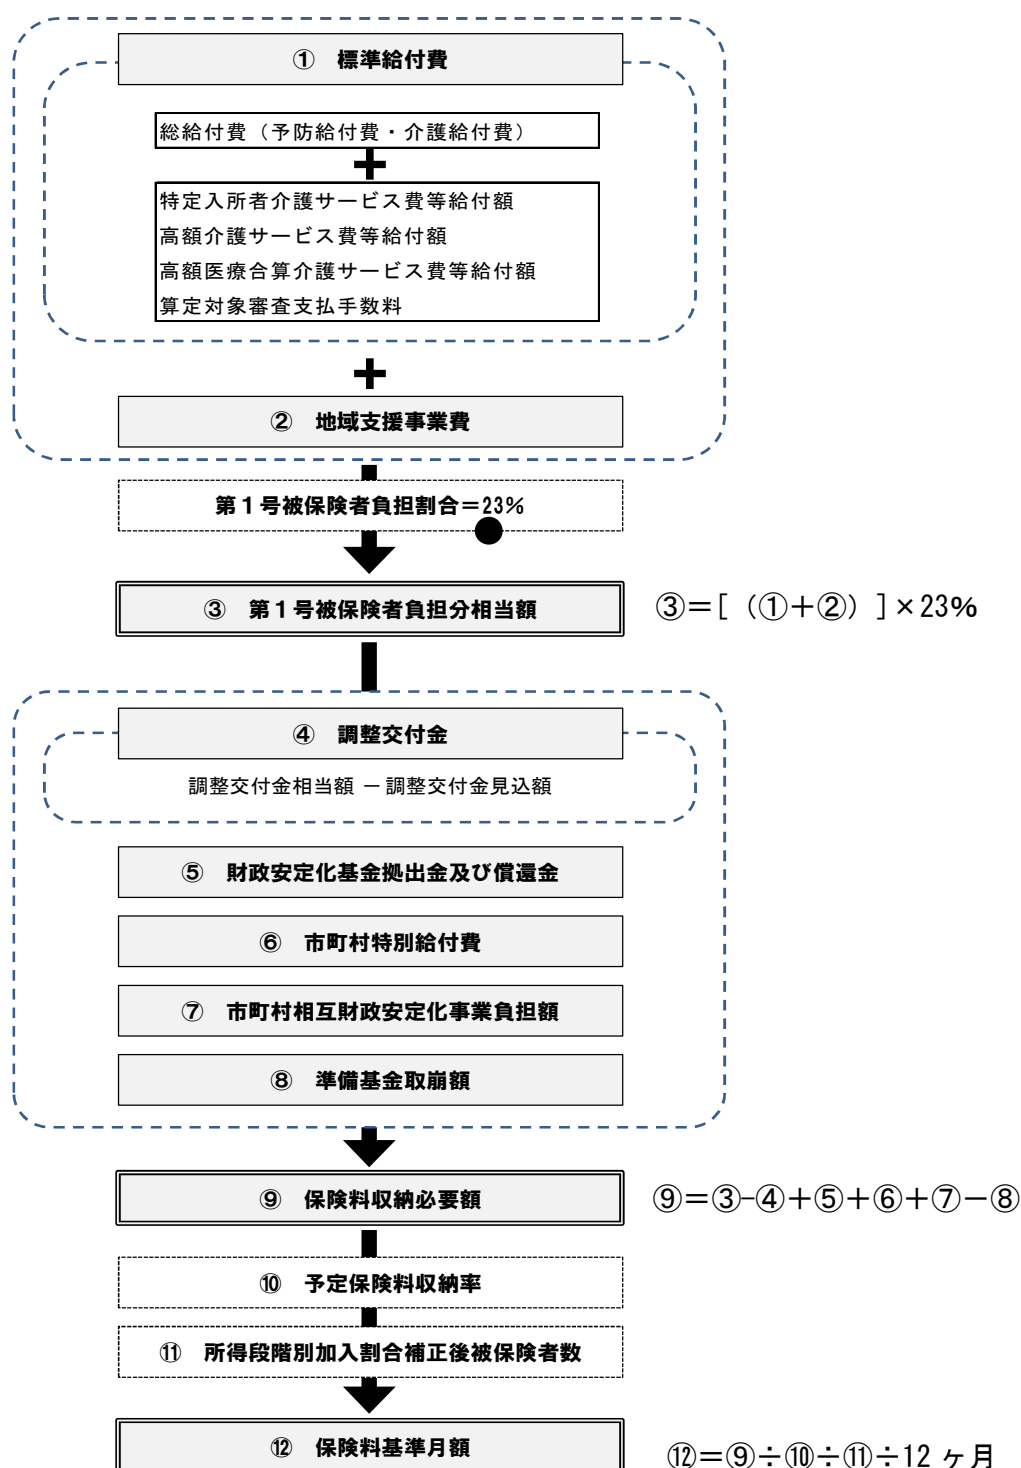 ① 標準給付費
総給付費（予防給付費・介護給付費）
+
特定入所者介護サービス費等給付額
高額介護サービス費等給付額
高額医療合算介護サービス費等給付額
算定対象審査支払手数料
+
② 地域支援事業費
第1号被保険者負担割合＝23%
③ 第1号被保険者負担分相当額
③＝[（①＋②）]×23%
④ 調整交付金
調整交付金相当額 － 調整交付金見込額
⑤ 財政安定化基金拠出金及び償還金
⑥ 市町村特別給付費
⑦ 市町村相互財政安定化事業負担額
⑧ 準備基金取崩額
⑨ 保険料収納必要額
⑨＝③-④＋⑤＋⑥＋⑦－⑧
⑩ 予定保険料収納率
⑪ 所得段階別加入割合補正後被保険者数
⑫ 保険料基準月額
⑫＝⑨÷⑩÷⑪÷12 ヶ月